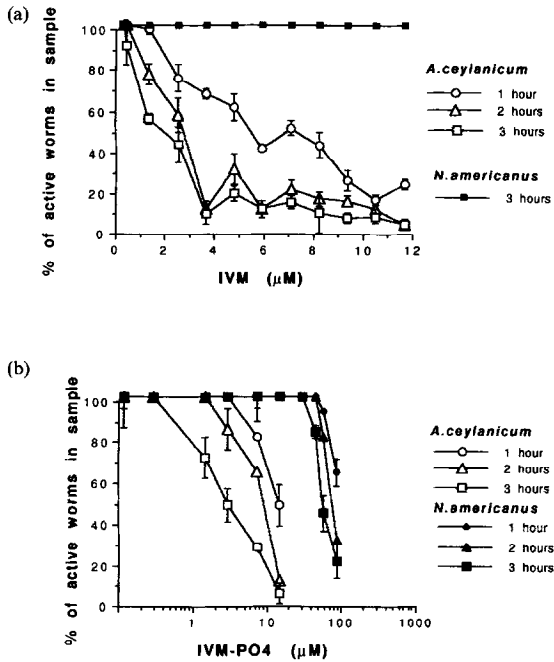 (a)
100
80
60
40
20
0
0
2
4
6
8
10
12
% of active worms in sample
IVM (μM)
A.ceylanicum
1 hour
2 hours
3 hours
N.americanus
3 hours
(b)
100
80
60
40
20
0
1
10
100
1000
% of active worms in sample
IVM-PO4 (μM)
A.ceylanicum
1 hour
2 hours
3 hours
N.americanus
1 hour
2 hours
3 hours